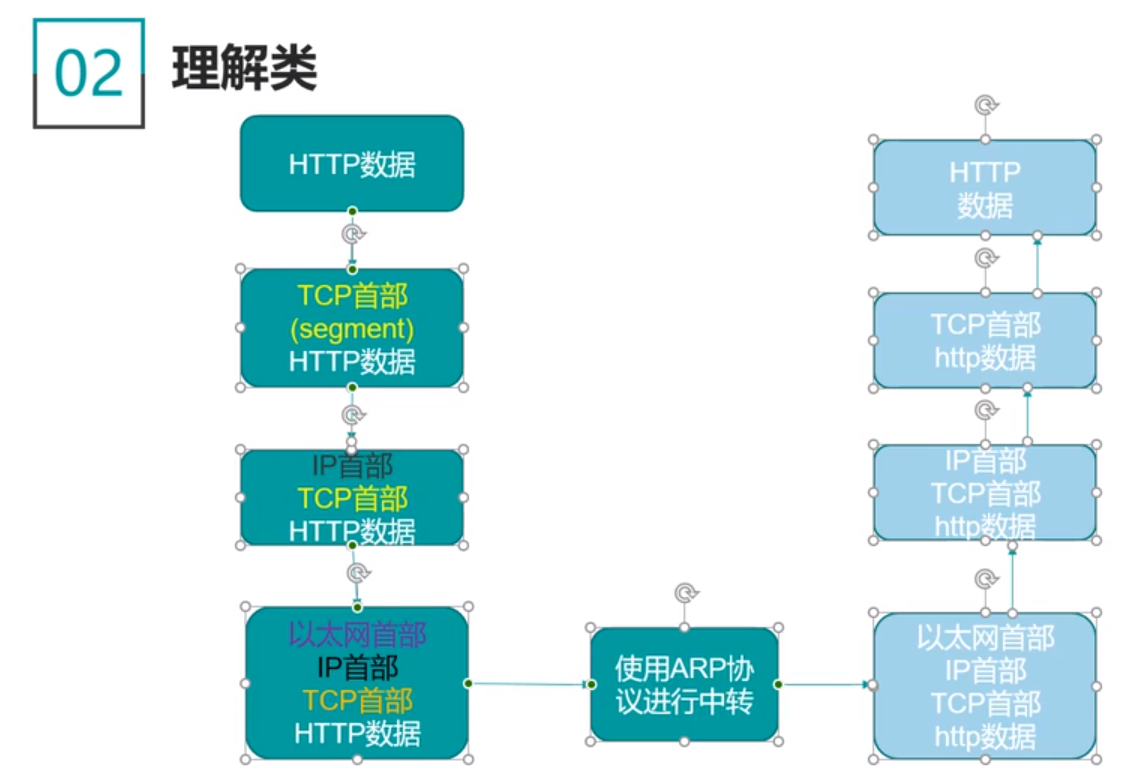 02
理解类
HTTP数据
TCP首部
(segment)
HTTP数据
IP首部
TCP首部
HTTP数据
以太网首部
IP首部
TCP首部
HTTP数据
使用ARP协
议进行中转
以太网首部
IP首部
TCP首部
http数据
IP首部
TCP首部
http数据
TCP首部
http数据
HTTP
数据